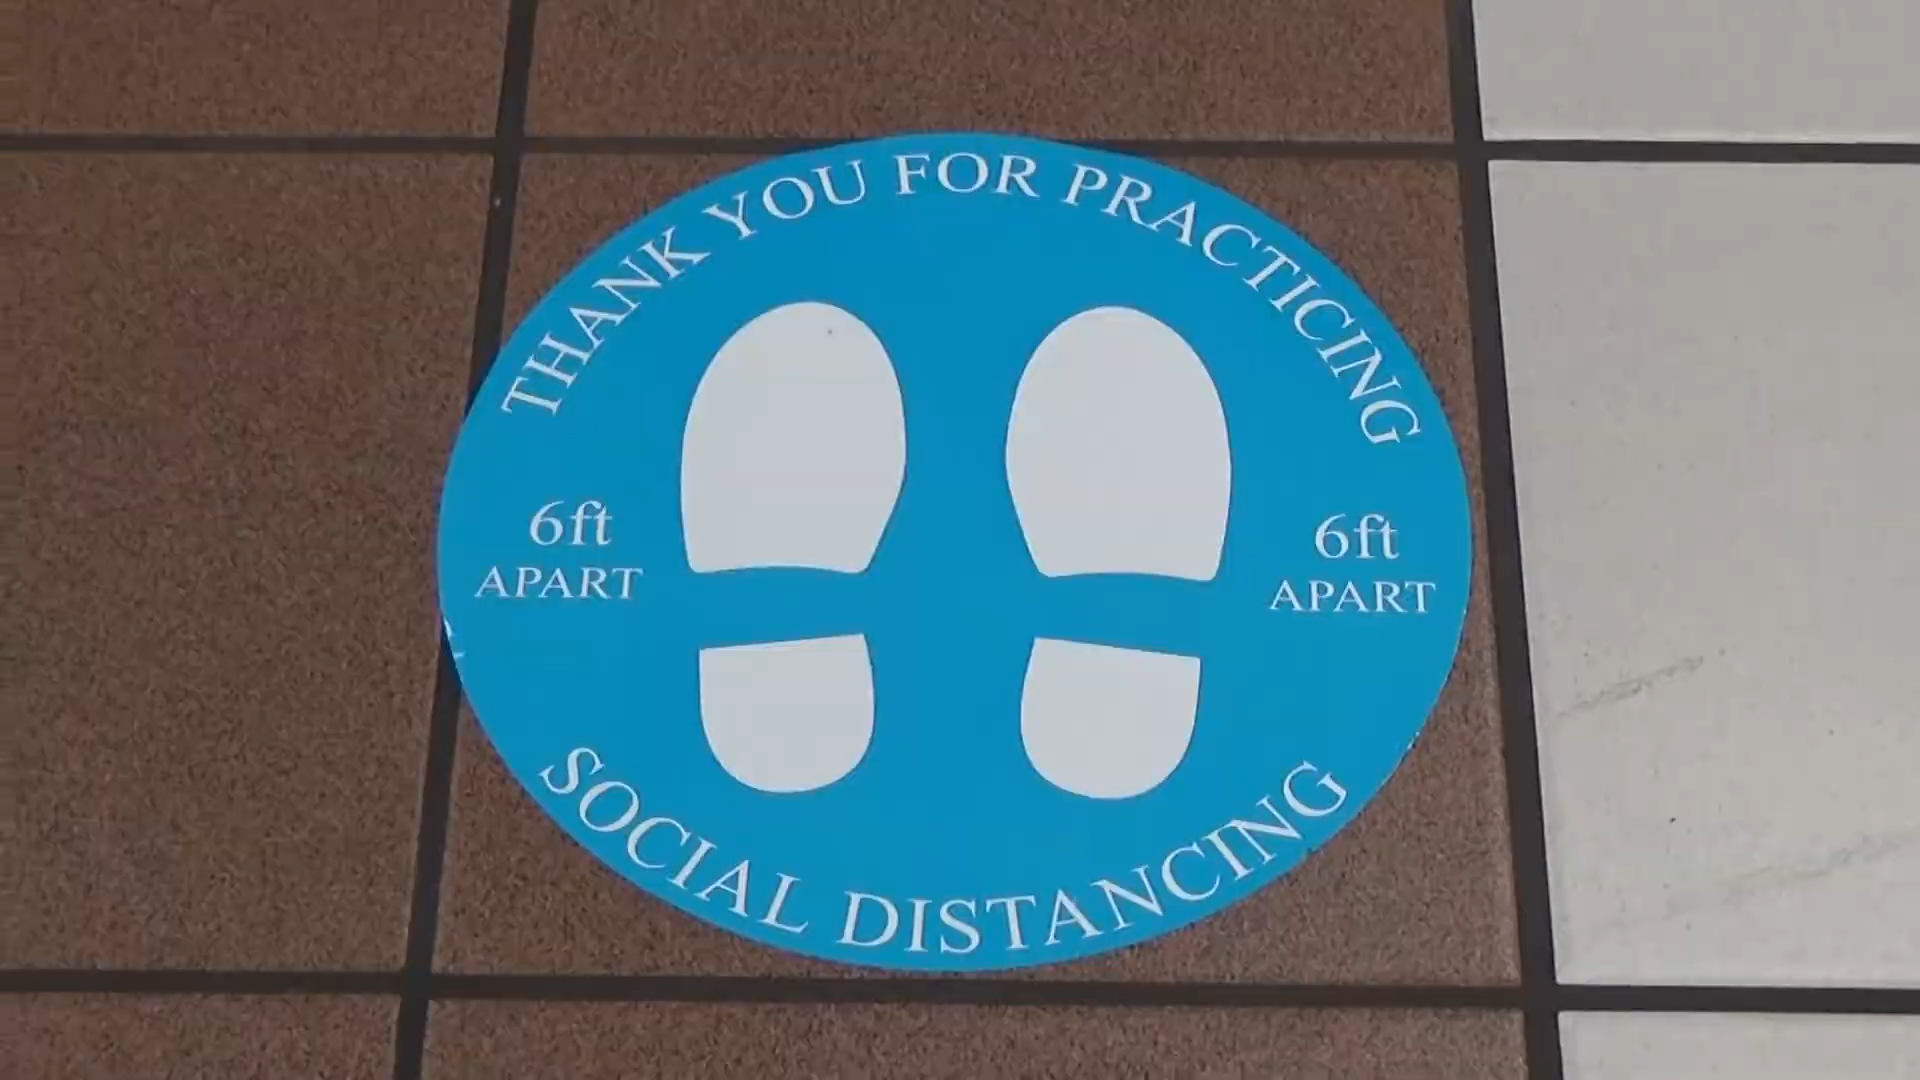 THANK YOU FOR PRACTICING
6ft
APART
6ft
APART
SOCIAL DISTANCING